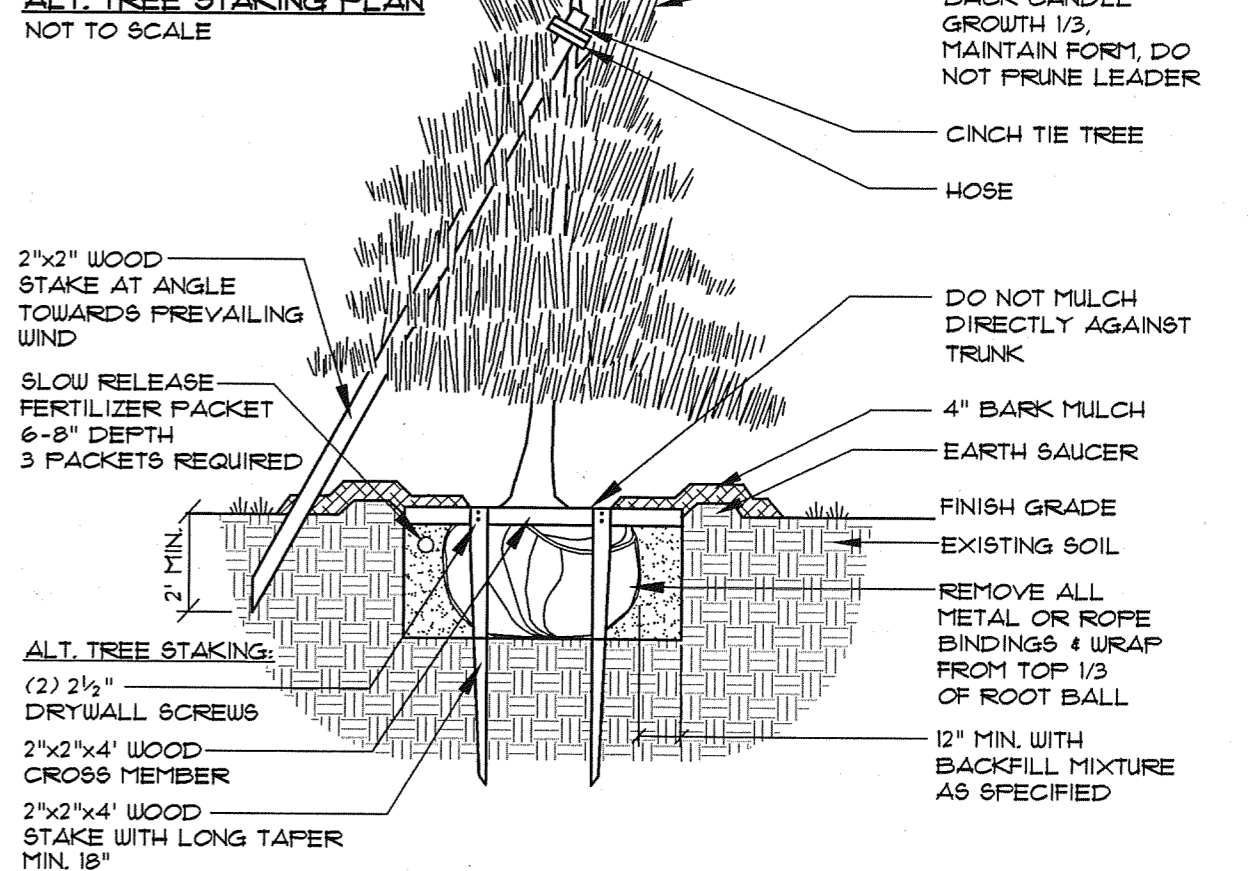 ALT. TREE STAKING PLAN
NOT TO SCALE
BACK CANDLE
GROWTH 1/3,
MAINTAIN FORM, DO
NOT PRUNE LEADER
CINCH TIE TREE
HOSE
2"x2" WOOD
STAKE AT ANGLE
TOWARDS PREVAILING
WIND
SLOW RELEASE
FERTILIZER PACKET
6-8" DEPTH
3 PACKETS REQUIRED
2' MIN.
ALT. TREE STAKING:
(2) 2½"
DRYWALL SCREWS
2"x2"x4' WOOD
CROSS MEMBER
2"x2"x4' WOOD
STAKE WITH LONG TAPER
MIN. 18"
DO NOT MULCH
DIRECTLY AGAINST
TRUNK
4" BARK MULCH
EARTH SAUCER
FINISH GRADE
EXISTING SOIL
REMOVE ALL
METAL OR ROPE
BINDINGS & WRAP
FROM TOP 1/3
OF ROOT BALL
12" MIN. WITH
BACKFILL MIXTURE
AS SPECIFIED